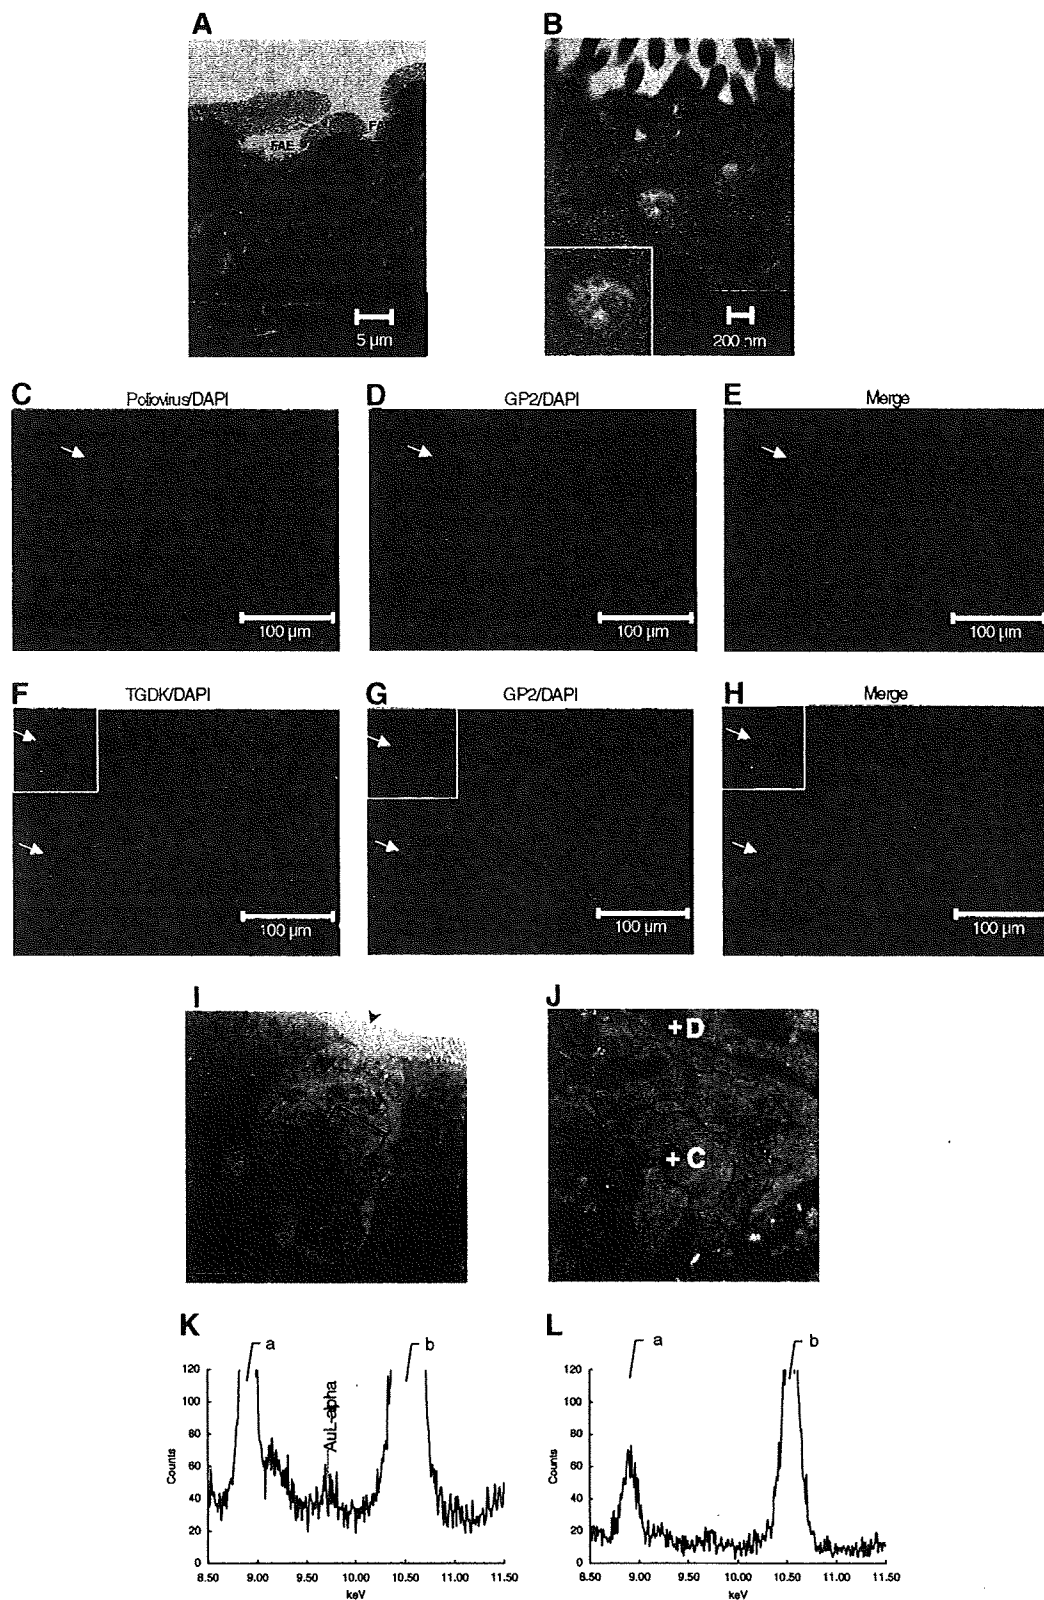 A
B
FAE
FA
5 µm
200 nm
C
D
E
Poliovirus/DAPI
GP2/DAPI
Merge
100 µm
100 µm
100 µm
F
G
H
TGDK/DAPI
GP2/DAPI
Merge
100 µm
100 µm
100 µm
I
J
+ D
+ C
K
L
a
b
a
b
AuL-alpha
Counts
120
100
80
60
40
20
0
8.50 9.00 9.50 10.00 10.50 11.00 11.50
keV
Counts
120
100
80
60
40
20
0
8.50 9.00 9.50 10.00 10.50 11.00 11.50
keV